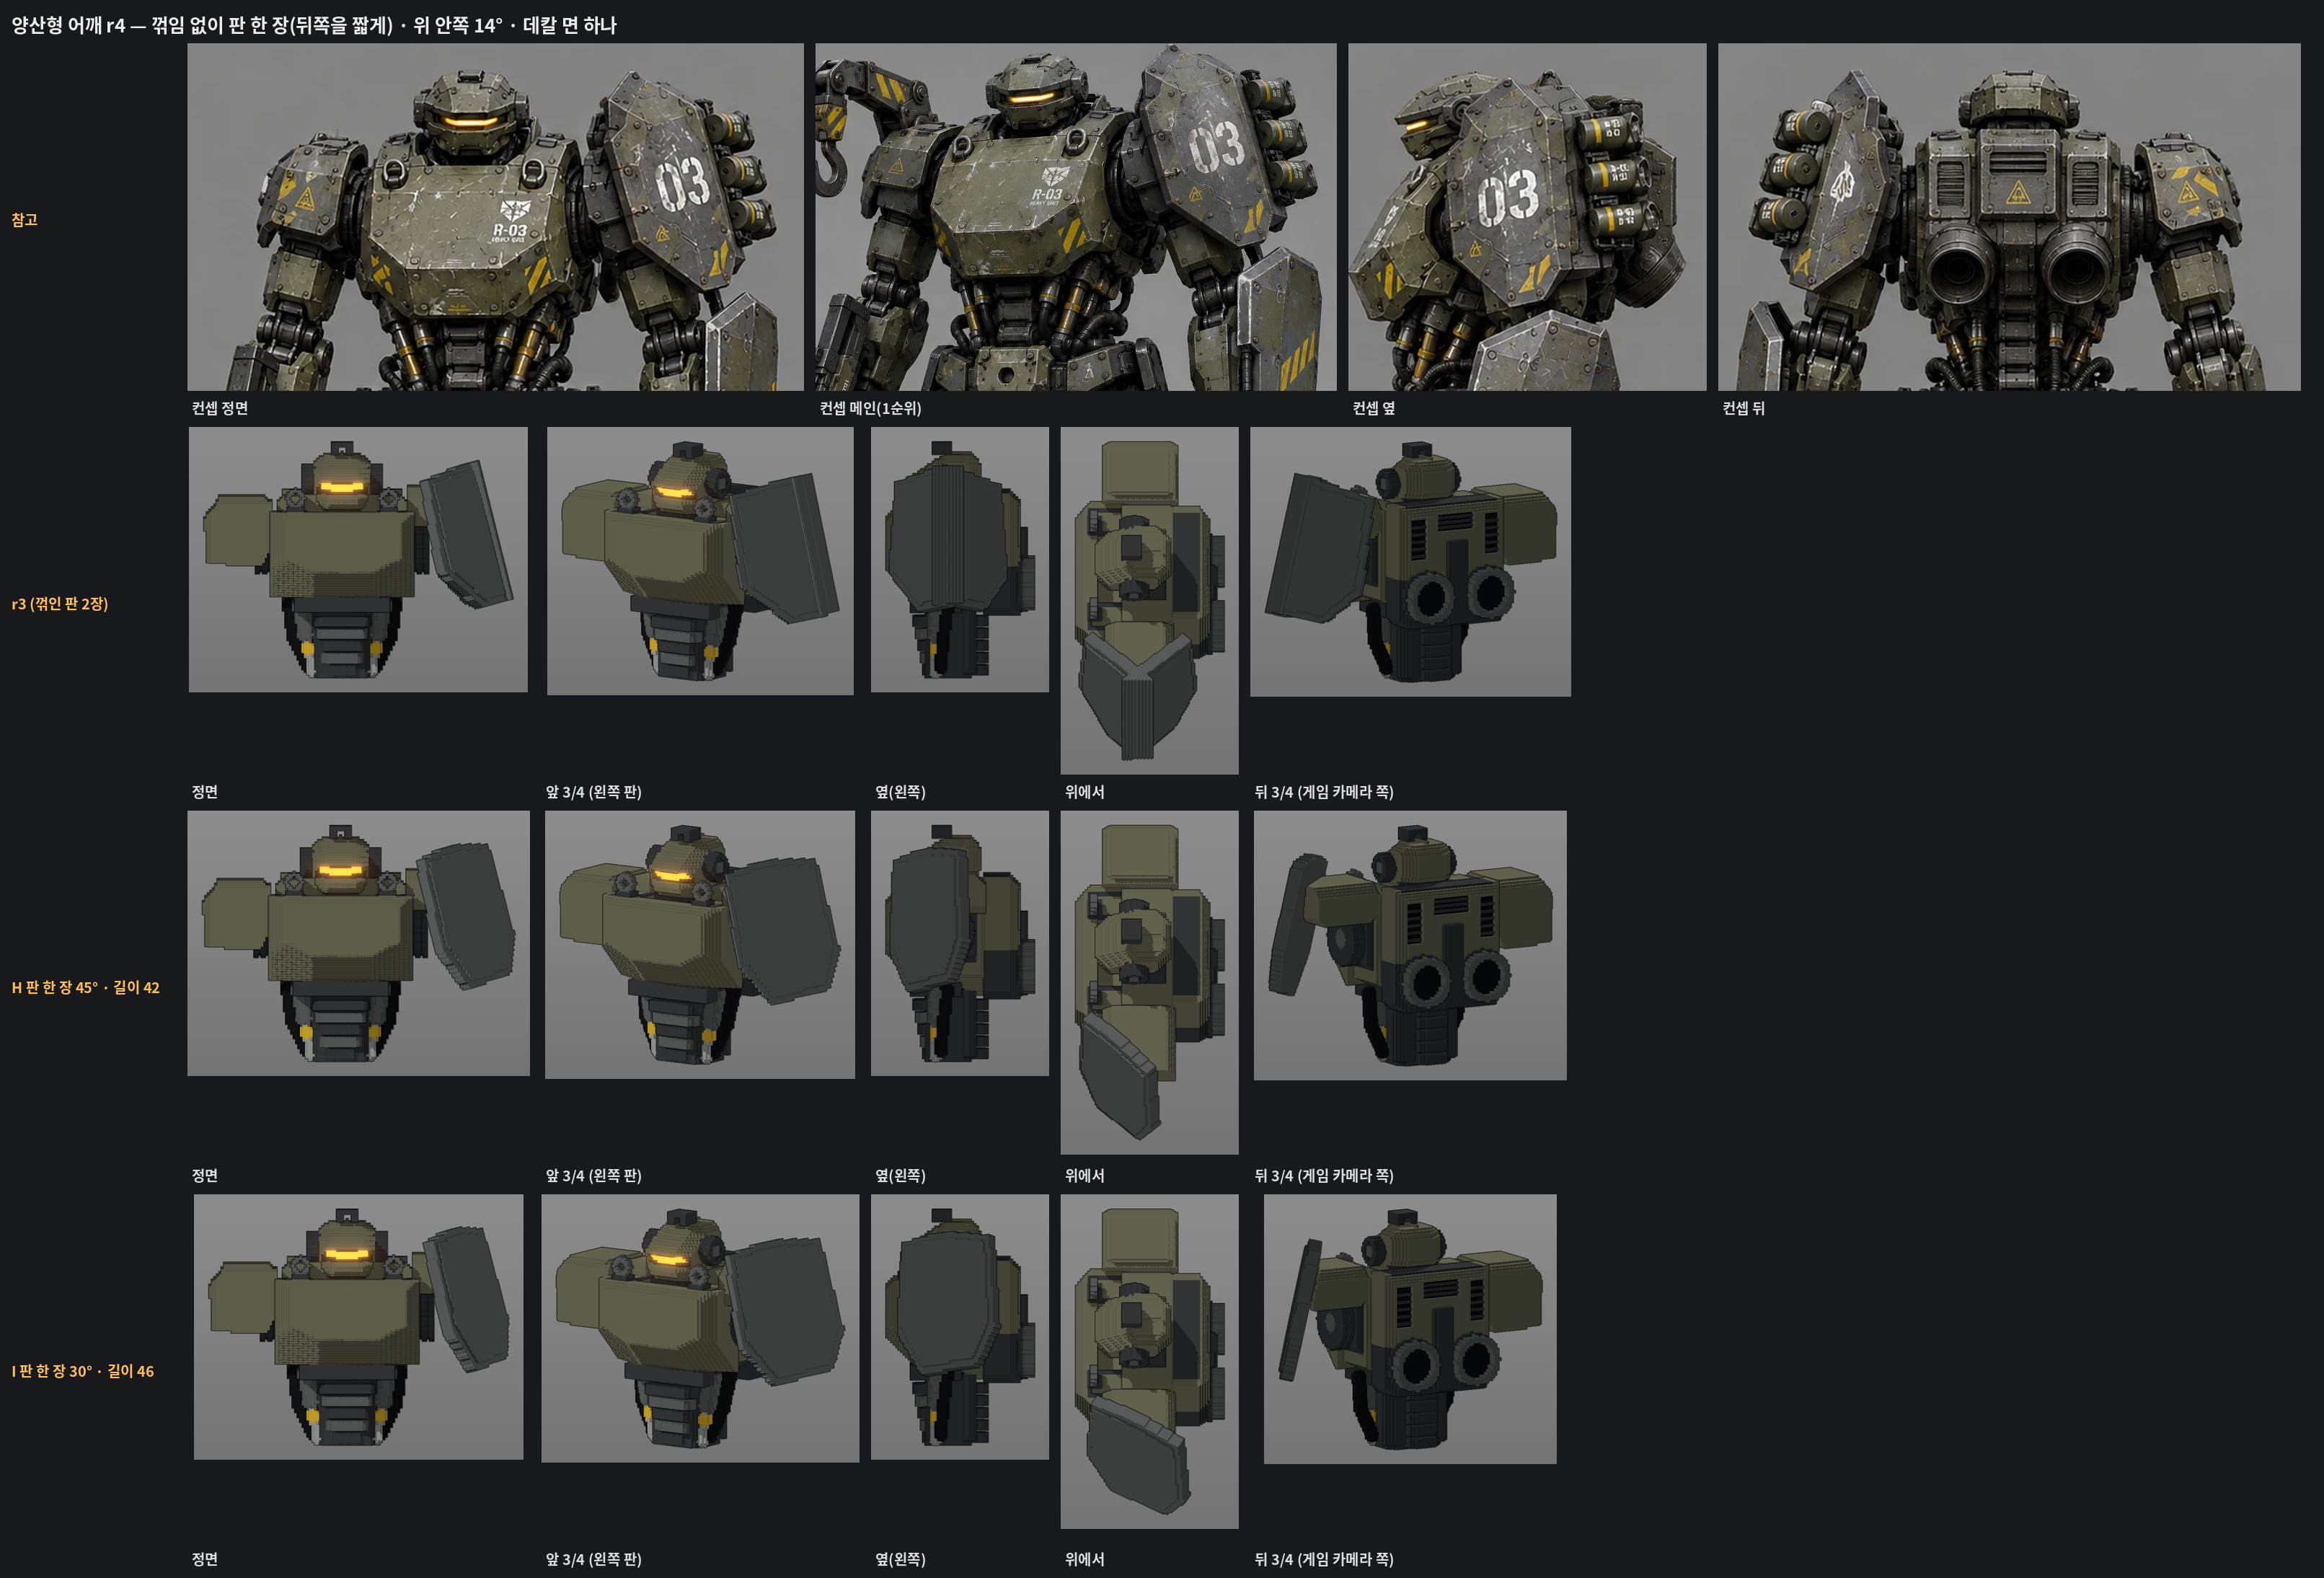 양산형 어깨 r4 — 꺾임 없이 판 한 장(뒤쪽을 짧게) · 위 안쪽 14° · 데칼 면 하나
참고
03
R-03
03
R-03
HEAVY UNIT
03
컨셉 정면
컨셉 메인(1순위)
컨셉 옆
컨셉 뒤
r3 (꺾인 판 2장)
정면
앞 3/4 (왼쪽 판)
옆(왼쪽)
위에서
뒤 3/4 (게임 카메라 쪽)
H 판 한 장 45° · 길이 42
정면
앞 3/4 (왼쪽 판)
옆(왼쪽)
위에서
뒤 3/4 (게임 카메라 쪽)
I 판 한 장 30° · 길이 46
정면
앞 3/4 (왼쪽 판)
옆(왼쪽)
위에서
뒤 3/4 (게임 카메라 쪽)